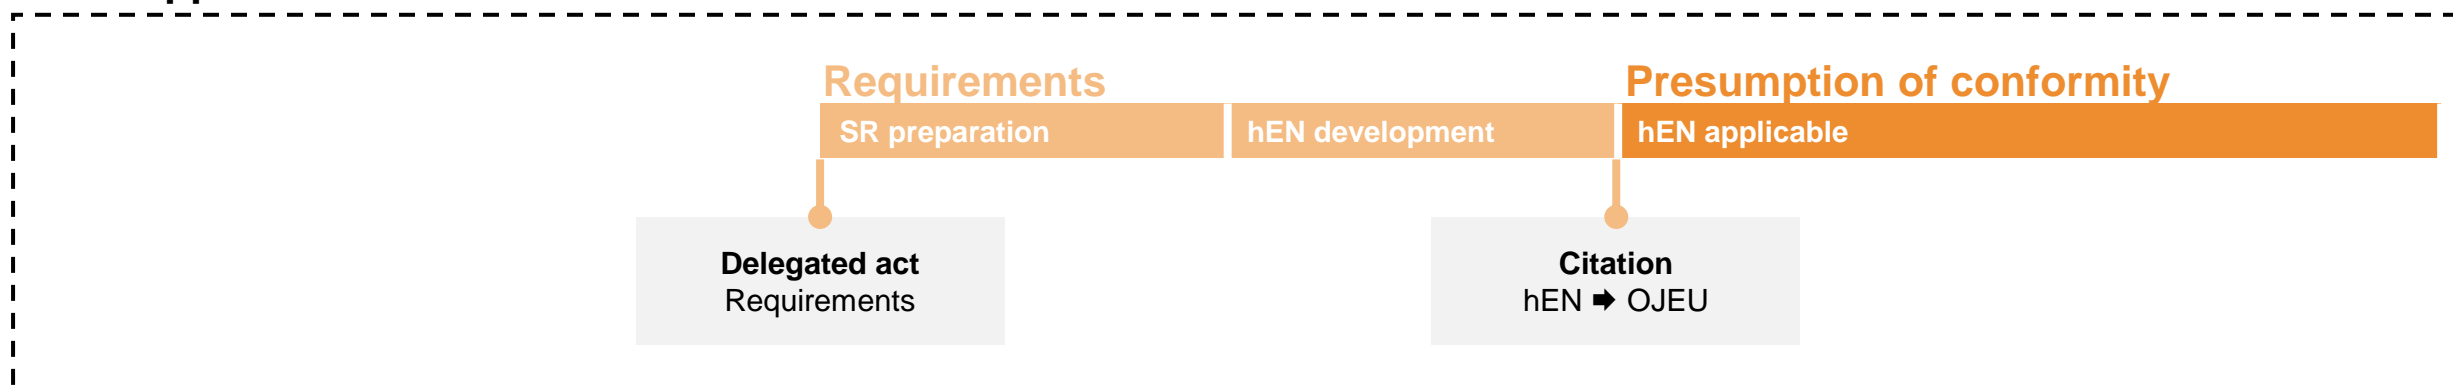 Requirements
Presumption of conformity
SR preparation
hEN development
hEN applicable
Delegated act
Requirements
Citation
hEN ➡ OJEU